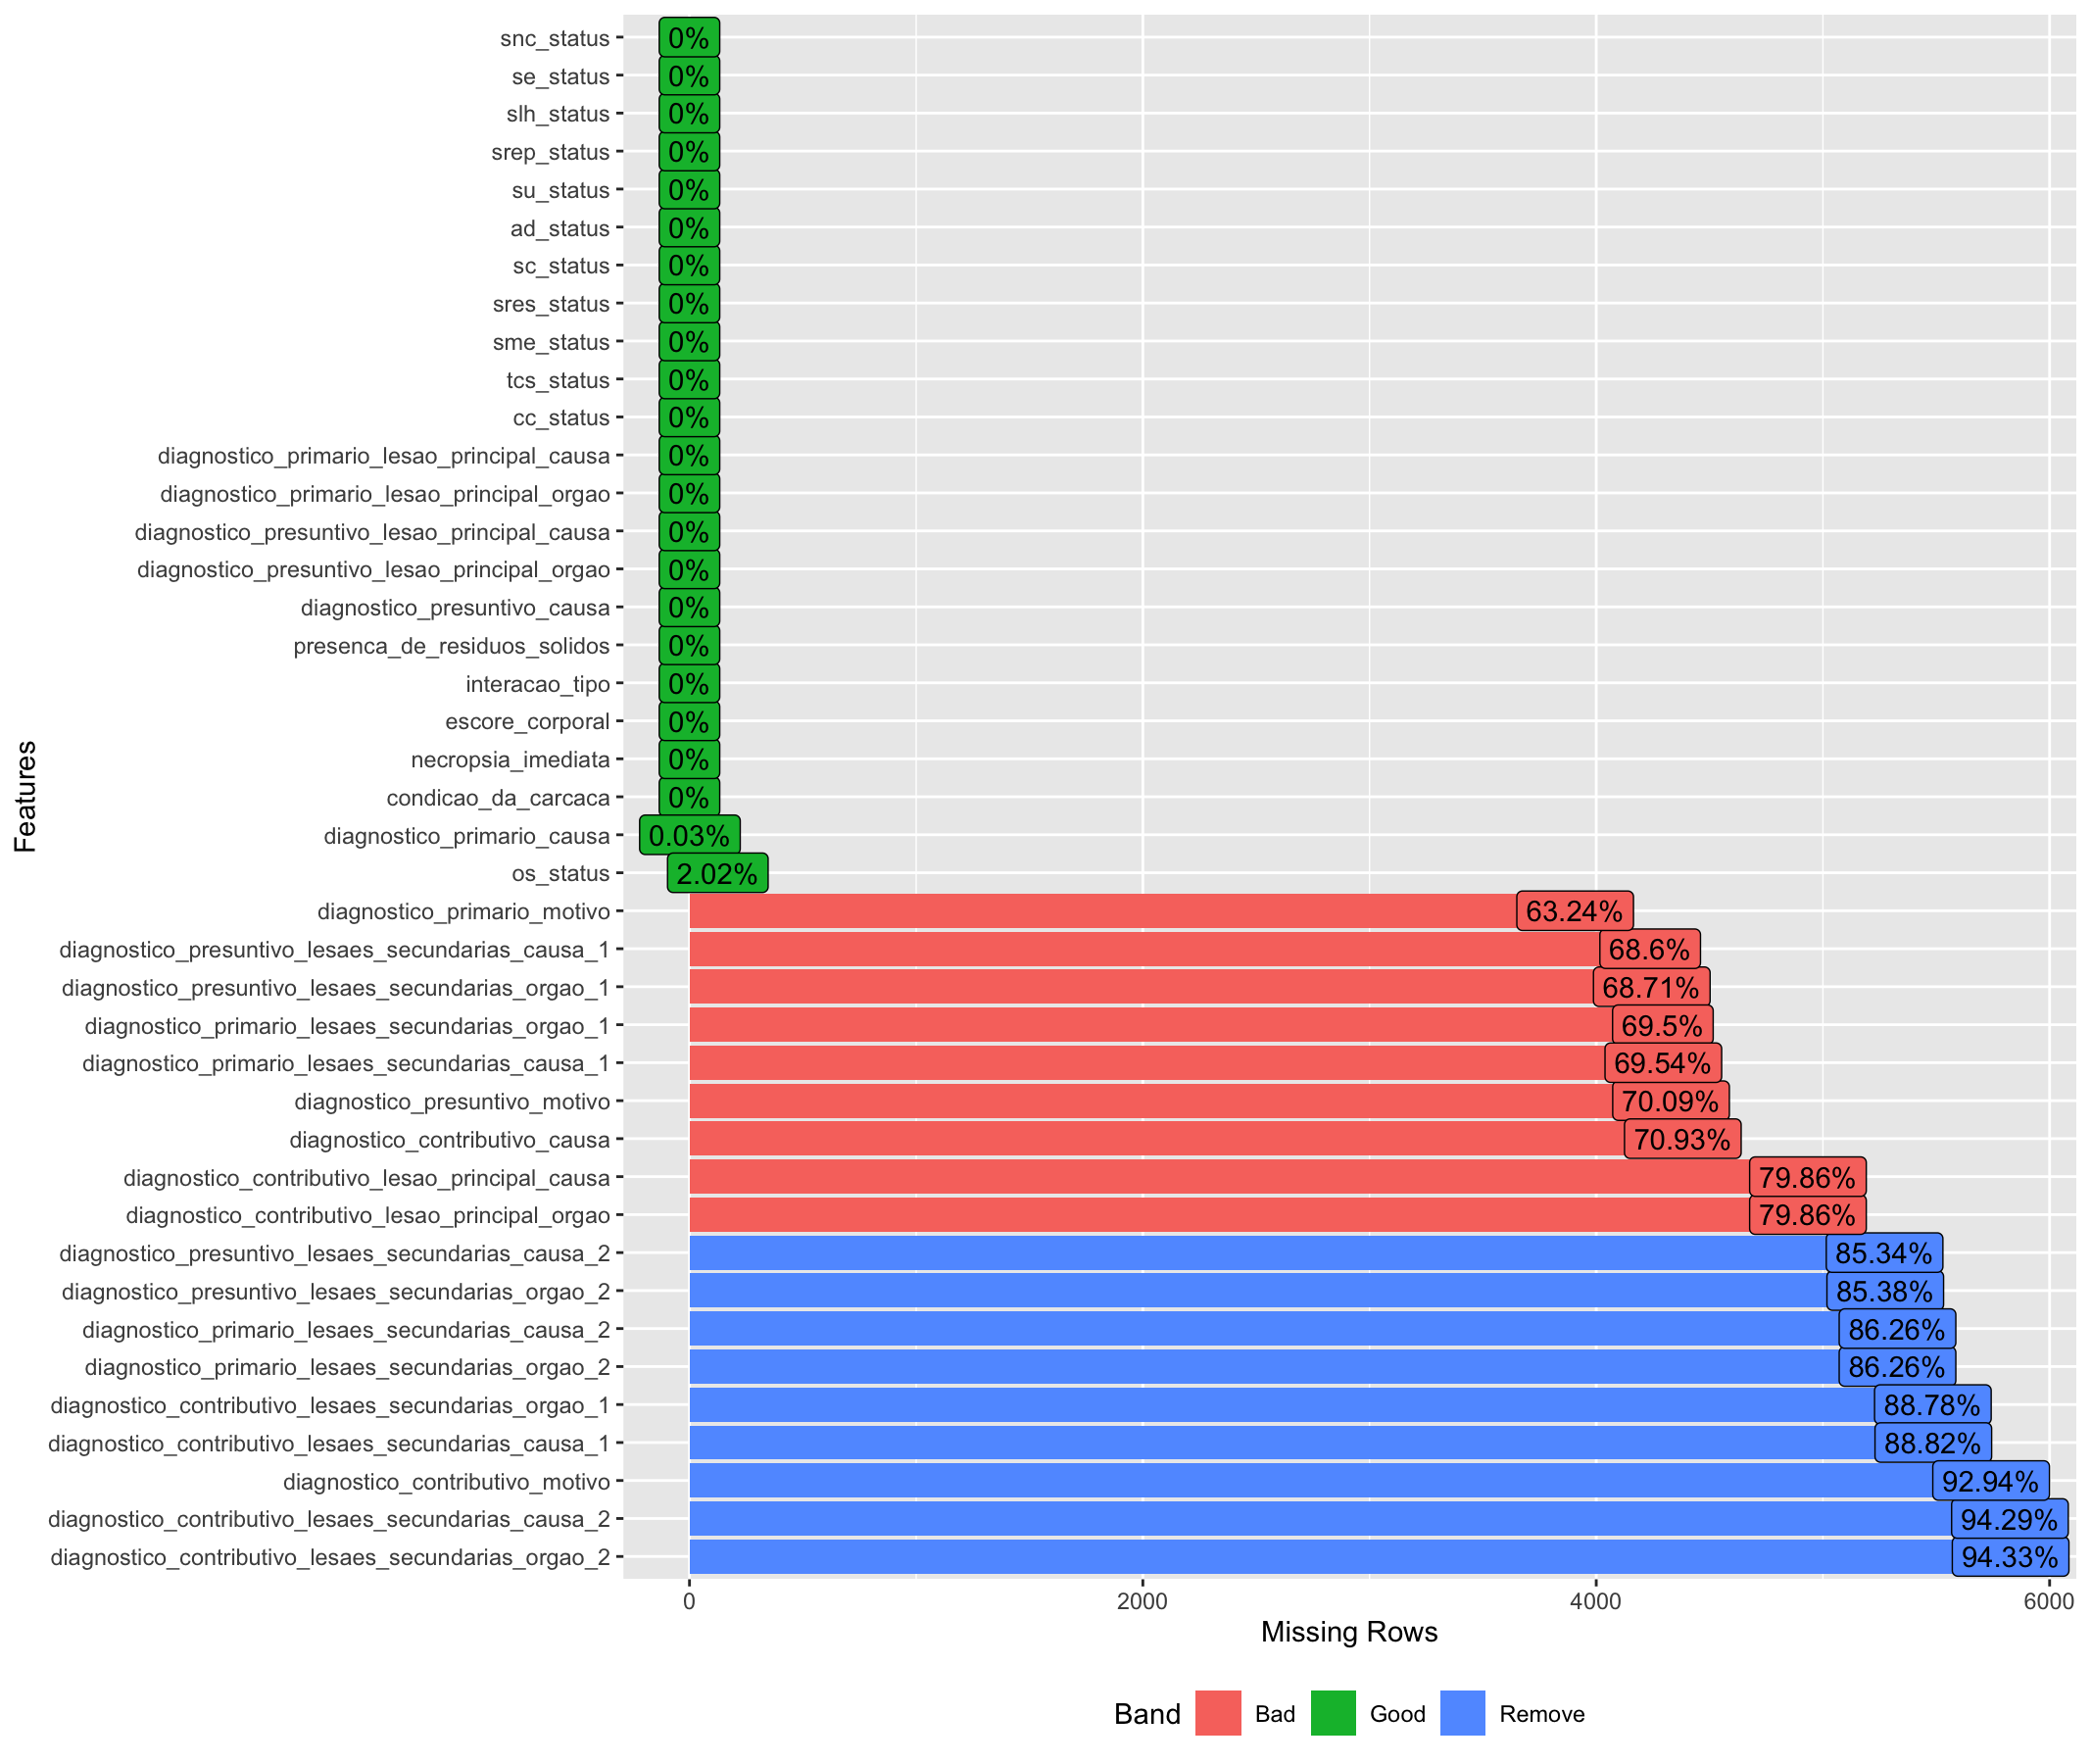 Features
snc_status 0%
se_status 0%
slh_status 0%
srep_status 0%
su_status 0%
ad_status 0%
sc_status 0%
sres_status 0%
sme_status 0%
tcs_status 0%
cc_status 0%
diagnostico_primario_lesao_principal_causa 0%
diagnostico_primario_lesao_principal_orgao 0%
diagnostico_presuntivo_lesao_principal_causa 0%
diagnostico_presuntivo_lesao_principal_orgao 0%
diagnostico_presuntivo_causa 0%
presenca_de_residuos_solidos 0%
interacao_tipo 0%
escore_corporal 0%
necropsia_imediata 0%
condicao_da_carcaca 0%
diagnostico_primario_causa 0.03%
os_status 2.02%
diagnostico_primario_motivo 63.24%
diagnostico_presuntivo_lesaes_secundarias_causa_1 68.6%
diagnostico_presuntivo_lesaes_secundarias_orgao_1 68.71%
diagnostico_primario_lesaes_secundarias_orgao_1 69.5%
diagnostico_primario_lesaes_secundarias_causa_1 69.54%
diagnostico_presuntivo_motivo 70.09%
diagnostico_contributivo_causa 70.93%
diagnostico_contributivo_lesao_principal_causa 79.86%
diagnostico_contributivo_lesao_principal_orgao 79.86%
diagnostico_presuntivo_lesaes_secundarias_causa_2 85.34%
diagnostico_presuntivo_lesaes_secundarias_orgao_2 85.38%
diagnostico_primario_lesaes_secundarias_causa_2 86.26%
diagnostico_primario_lesaes_secundarias_orgao_2 86.26%
diagnostico_contributivo_lesaes_secundarias_orgao_1 88.78%
diagnostico_contributivo_lesaes_secundarias_causa_1 88.82%
diagnostico_contributivo_motivo 92.94%
diagnostico_contributivo_lesaes_secundarias_causa_2 94.29%
diagnostico_contributivo_lesaes_secundarias_orgao_2 94.33%
0 2000 4000 6000
Missing Rows
Band Bad Good Remove